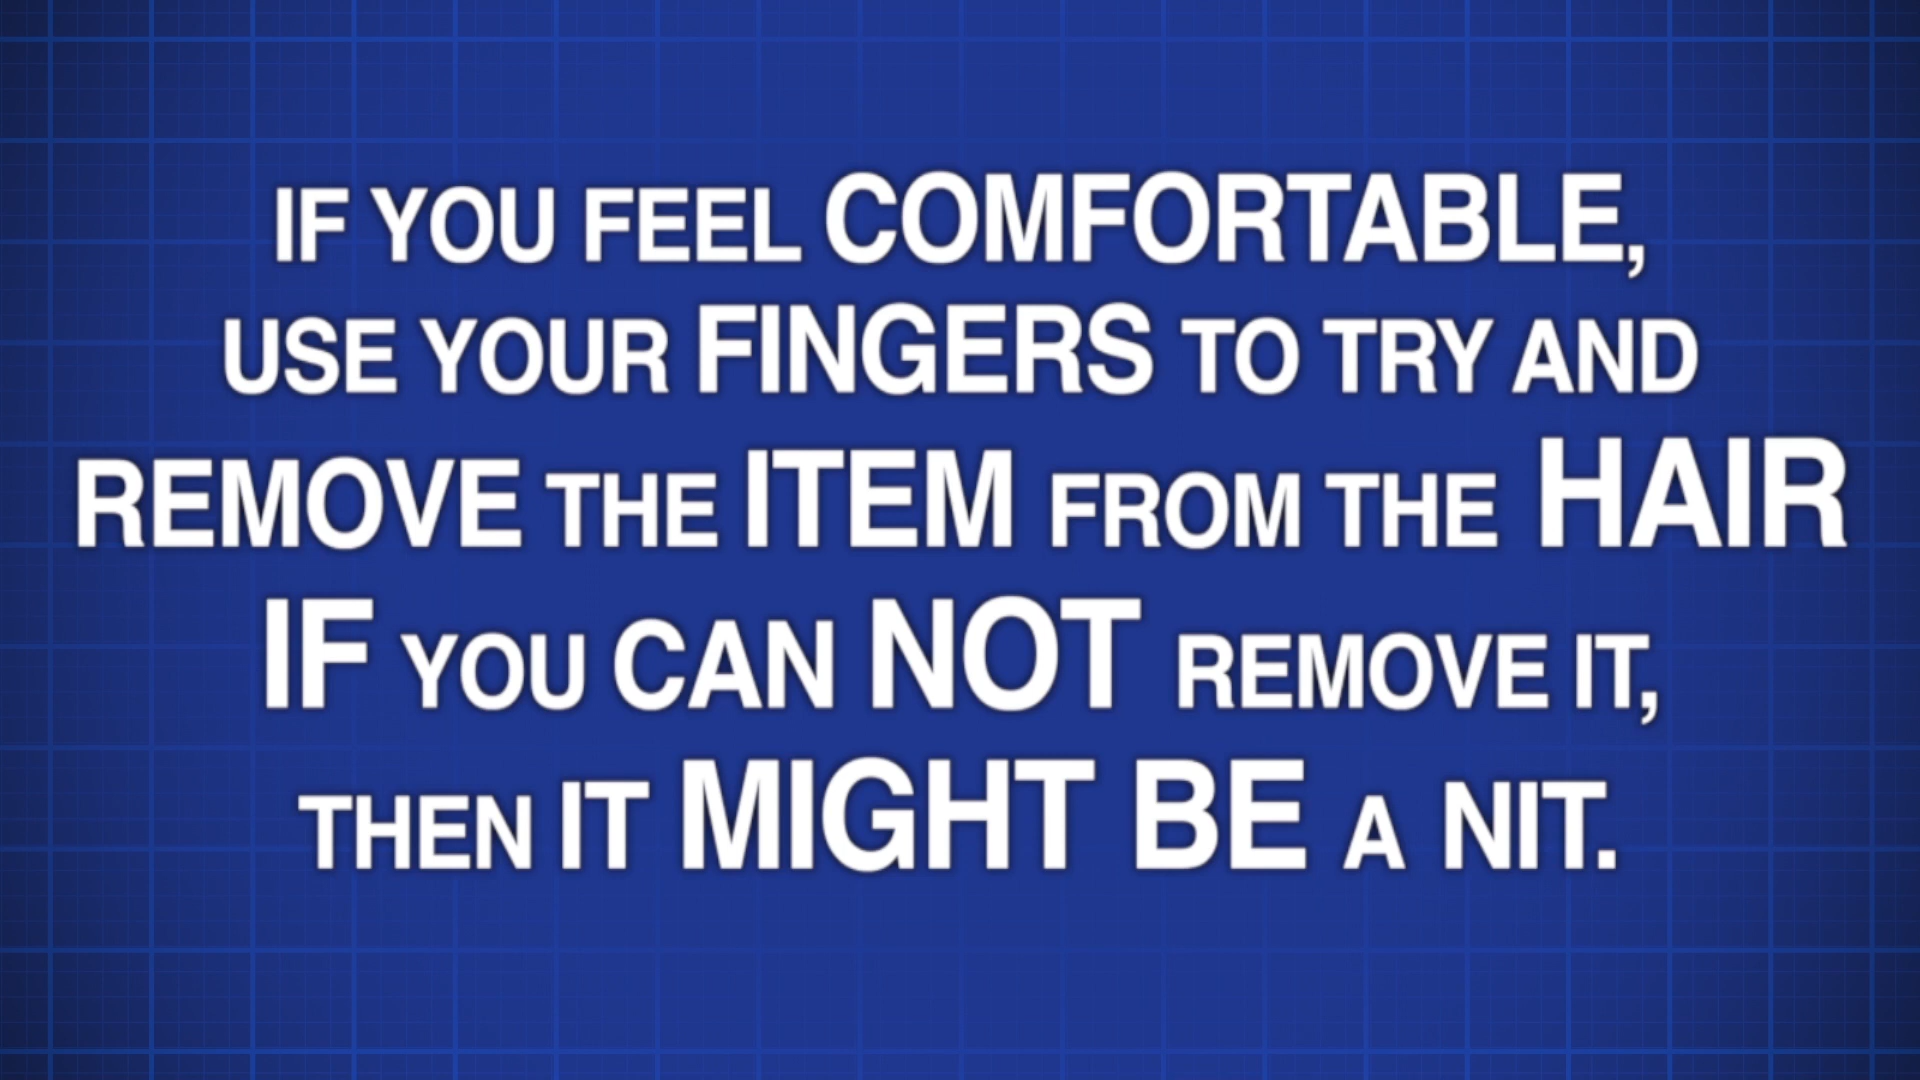 IF YOU FEEL COMFORTABLE,
USE YOUR FINGERS TO TRY AND
REMOVE THE ITEM FROM THE HAIR
IF YOU CAN NOT REMOVE IT,
THEN IT MIGHT BE A NIT.